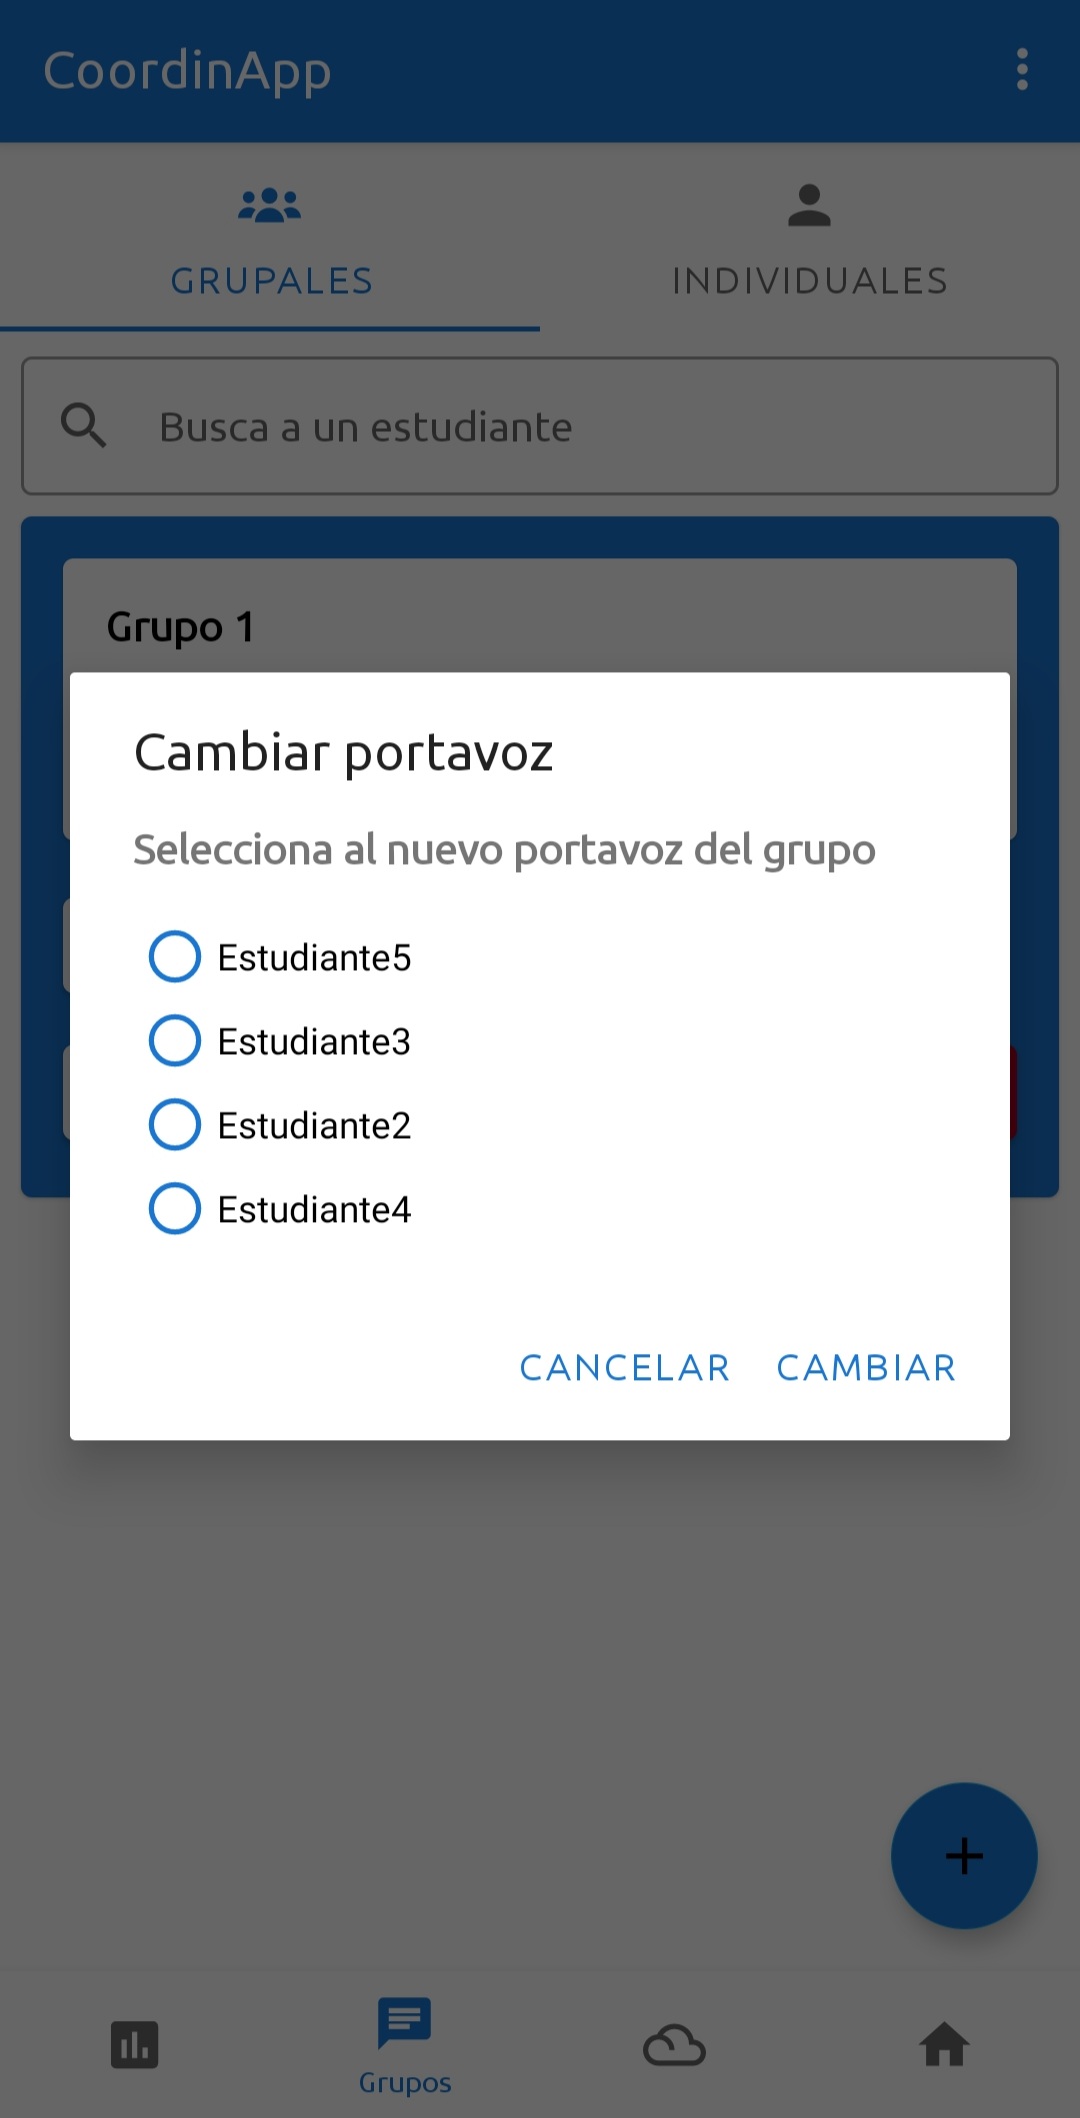 CoordinApp
GRUPALES
INDIVIDUALES
Busca a un estudiante
Grupo 1
Cambiar portavoz
Selecciona al nuevo portavoz del grupo
Estudiante5
Estudiante3
Estudiante2
Estudiante4
CANCELAR
CAMBIAR
Grupos